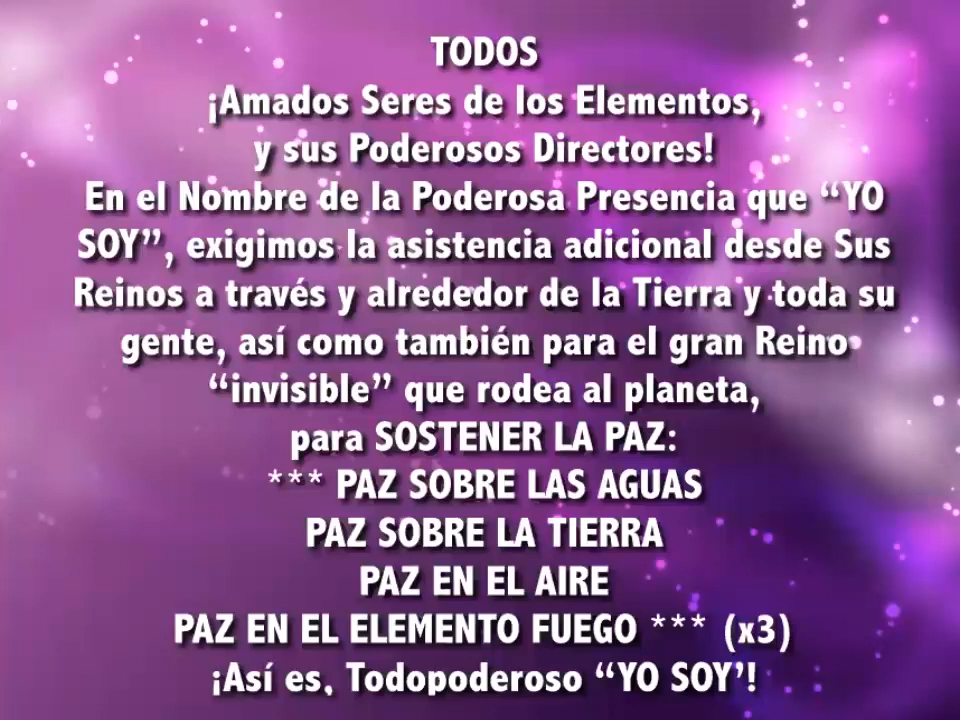 TODOS
¡Amados Seres de los Elementos,
y sus Poderosos Directores!
En el Nombre de la Poderosa Presencia que “YO
SOY”, exigimos la asistencia adicional desde Sus
Reinos a través y alrededor de la Tierra y toda su
gente, así como también para el gran Reino
“invisible” que rodea al planeta,
para SOSTENER LA PAZ:
*** PAZ SOBRE LAS AGUAS
PAZ SOBRE LA TIERRA
PAZ EN EL AIRE
PAZ EN EL ELEMENTO FUEGO *** (x3)
¡Así es, Todopoderoso “YO SOY’!